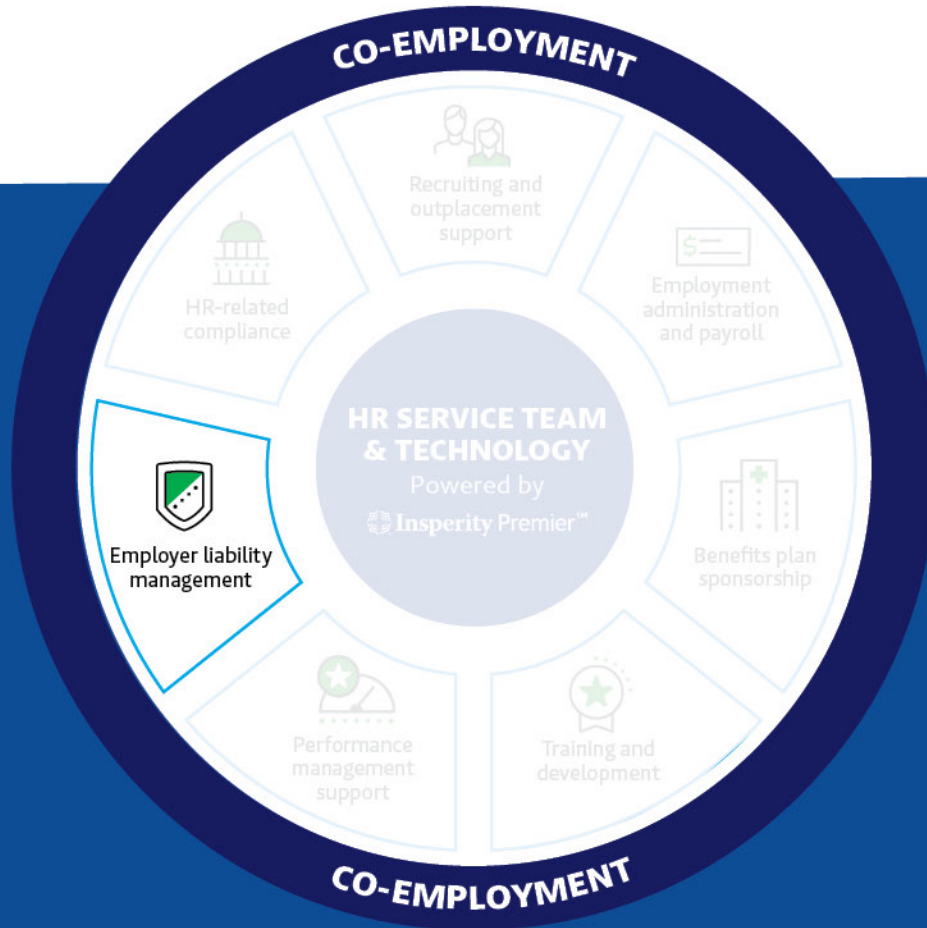 CO-EMPLOYMENT
Recruiting and
outplacement
support
HR-related
compliance
$
Employment
administration
and payroll
HR SERVICE TEAM
& TECHNOLOGY
Powered by
Insperity Premier™
Employer liability
management
Benefits plan
sponsorship
Performance
management
support
Training and
development
CO-EMPLOYMENT